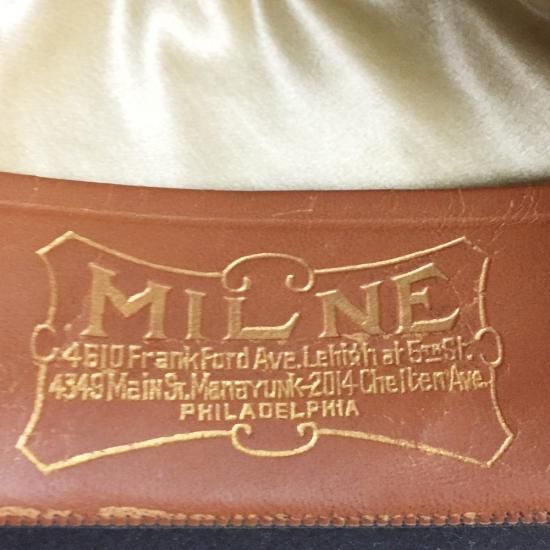 MILNE
4610 Frankford Ave. Lehigh at 5TH St.
4349 Main St. Manayunk-2014 Chelten Ave.
PHILADELPHIA